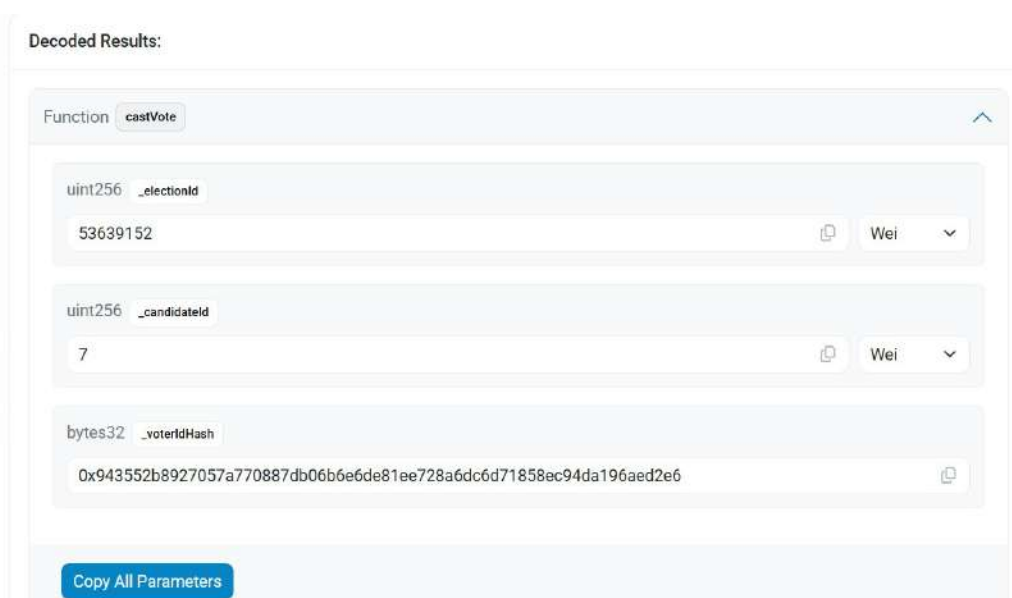 Decoded Results:
Function castVote
uint256 _electionId
53639152 Wei
uint256 _candidateId
7 Wei
bytes32 _voterIdHash
0x943552b8927057a770887db06b6e6de81ee728a6dc6d71858ec94da196aed2e6
Copy All Parameters